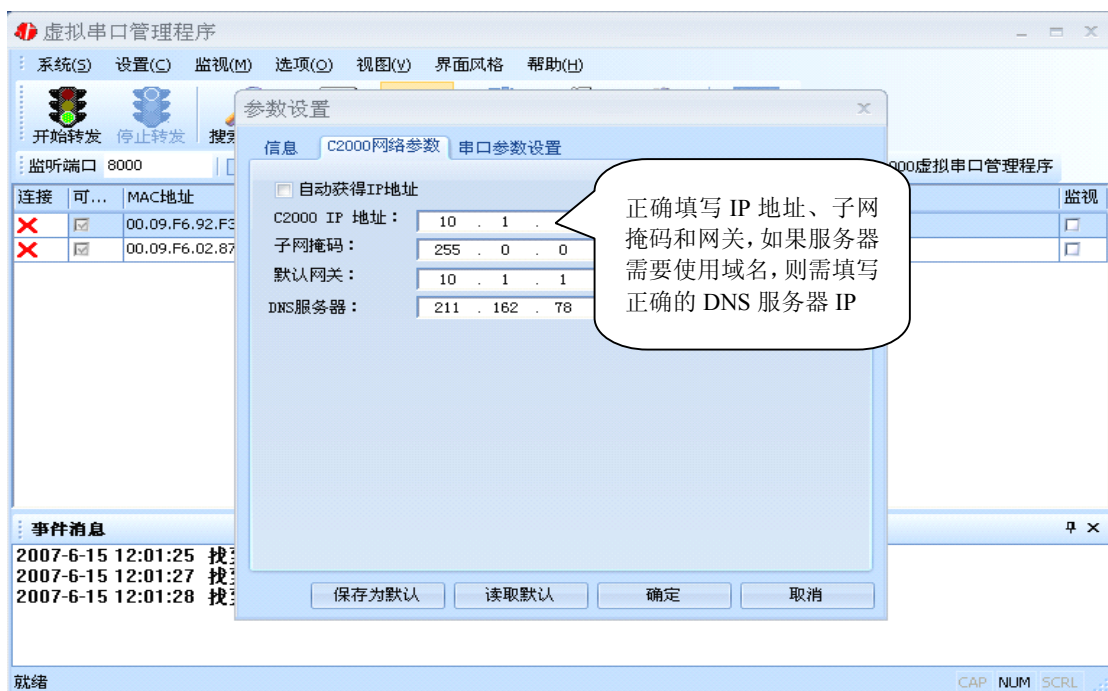 虚拟串口管理程序
系统(S) 设置(C) 监视(M) 选项(O) 视图(V) 界面风格 帮助(H)
开始转发 停止转发
监听端口 8000
000虚拟串口管理程序
连接 可... MAC地址 监视
00.09.F6.92.F3
00.09.F6.02.87
参数设置
信息 C2000网络参数 串口参数设置
自动获得IP地址
C2000 IP 地址: 10 . 1 .
子网掩码: 255 . 0 . 0
默认网关: 10 . 1 . 1
DNS服务器: 211 . 162 . 78
正确填写 IP 地址、子网
掩码和网关,如果服务器
需要使用域名,则需填写
正确的 DNS 服务器 IP
保存为默认 读取默认 确定 取消
事件消息
2007-6-15 12:01:25 找
2007-6-15 12:01:27 找
2007-6-15 12:01:28 找
就绪
CAP NUM SCRL